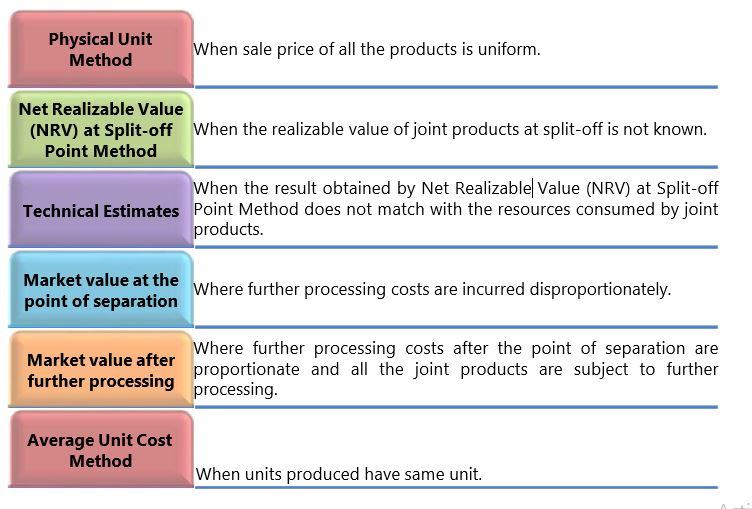 Physical Unit
Method
When sale price of all the products is uniform.
Net Realizable Value
(NRV) at Split-off
Point Method
When the realizable value of joint products at split-off is not known.
Technical Estimates
When the result obtained by Net Realizable Value (NRV) at Split-off
Point Method does not match with the resources consumed by joint
products.
Market value at the
point of separation
Where further processing costs are incurred disproportionately.
Market value after
further processing
Where further processing costs after the point of separation are
proportionate and all the joint products are subject to further
processing.
Average Unit Cost
Method
When units produced have same unit.